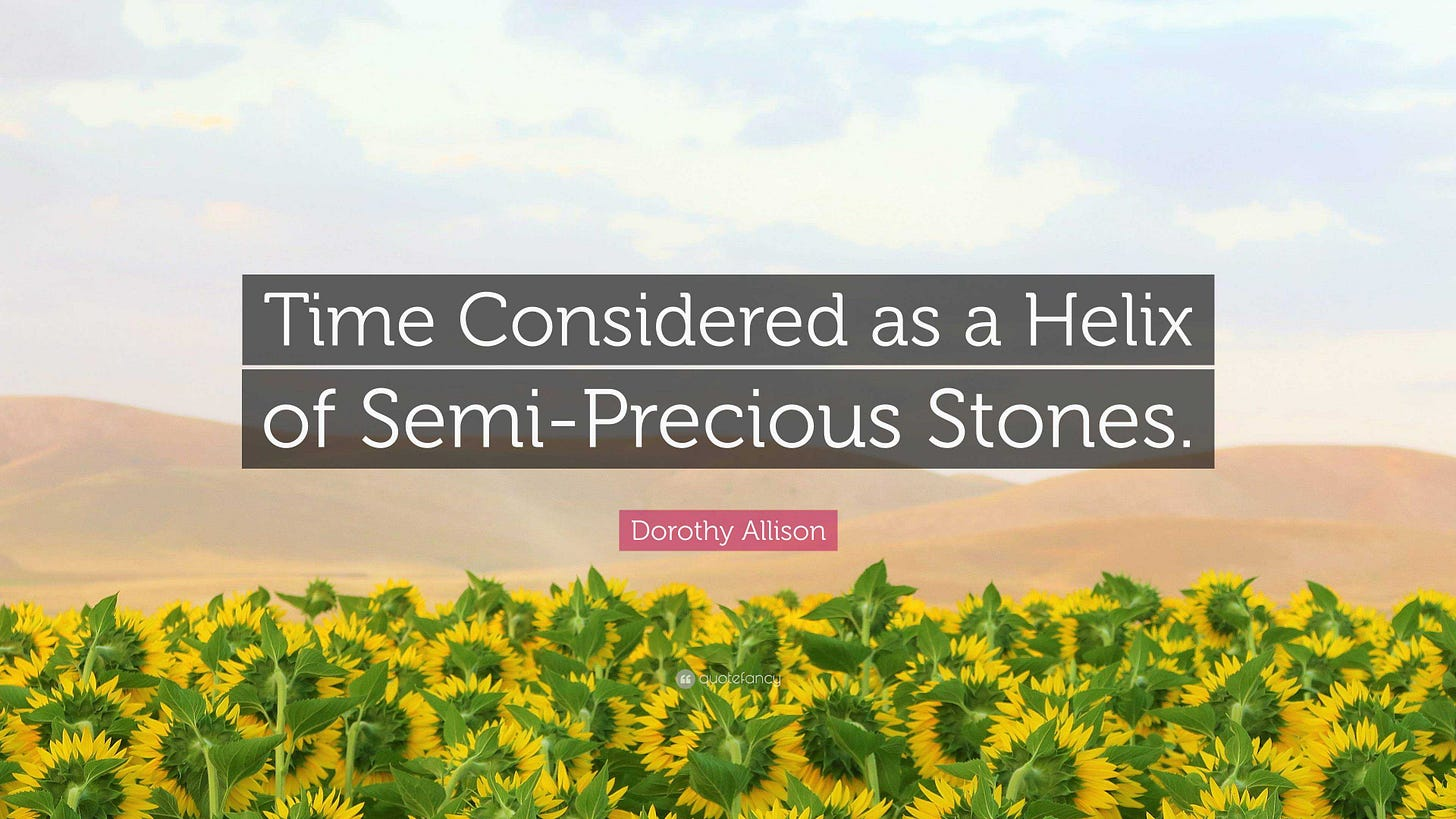 Time Considered as a Helix
of Semi-Precious Stones.
Dorothy Allison
quotefancy